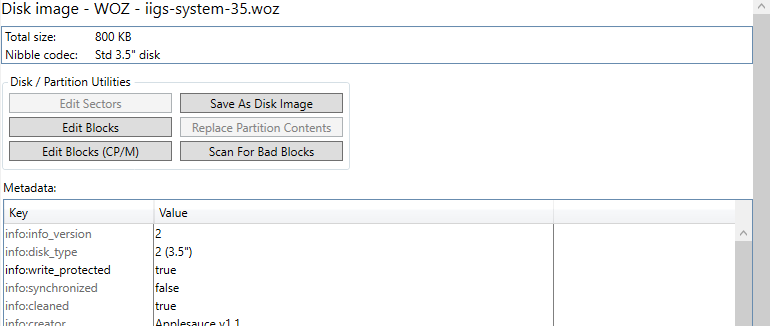 Disk image - WOZ - iigs-system-35.woz
Total size: 800 KB
Nibble codec: Std 3.5" disk
Disk / Partition Utilities
Edit Sectors Save As Disk Image
Edit Blocks Replace Partition Contents
Edit Blocks (CP/M) Scan For Bad Blocks
Metadata:
Key Value
info:info_version 2
info:disk_type 2 (3.5")
info:write_protected true
info:synchronized false
info:cleaned true
info:creator Applesauce v1.1